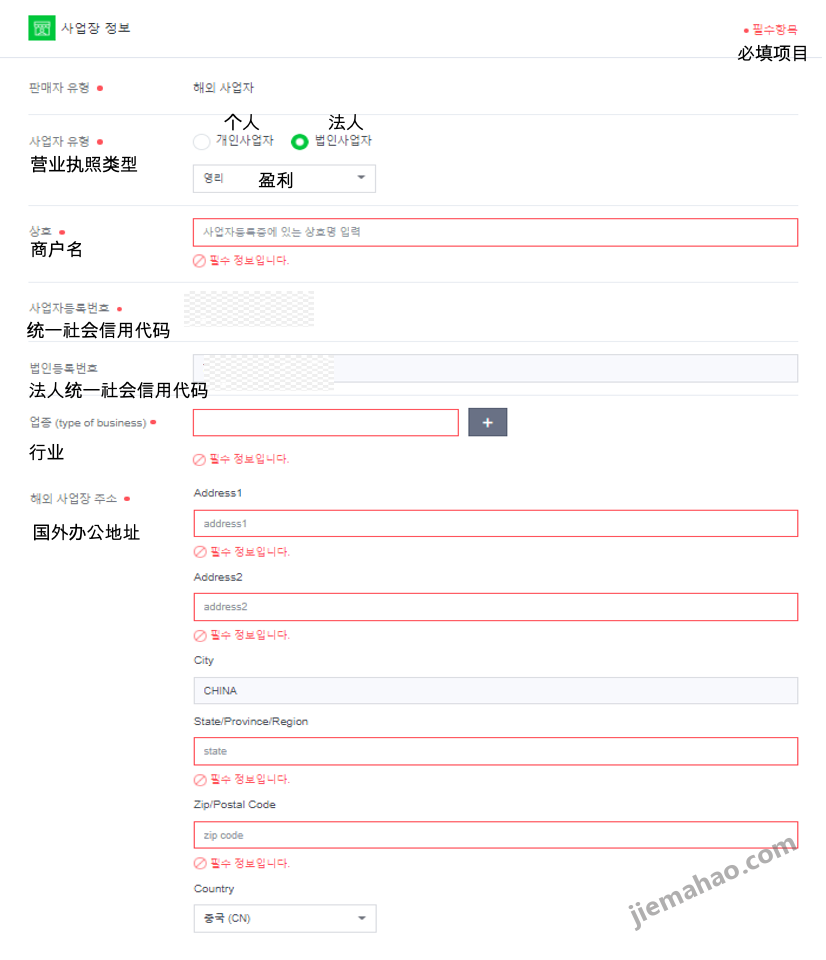 사업장 정보
필수항목
必填项目
판매자 유형
해외 사업자
个人
法人
사업자 유형
개인사업자
법인사업자
营业执照类型
영리
盈利
상호
사업자등록증에 있는 상호명 입력
商户名
필수 정보입니다.
사업자등록번호
统一社会信用代码
법인등록번호
法人统一社会信用代码
업종 (type of business)
+
行业
필수 정보입니다.
해외 사업장 주소
Address1
国外办公地址
address1
필수 정보입니다.
Address2
address2
필수 정보입니다.
City
CHINA
State/Province/Region
state
필수 정보입니다.
Zip/Postal Code
zip code
필수 정보입니다.
Country
중국 (CN)
jiemahao.com